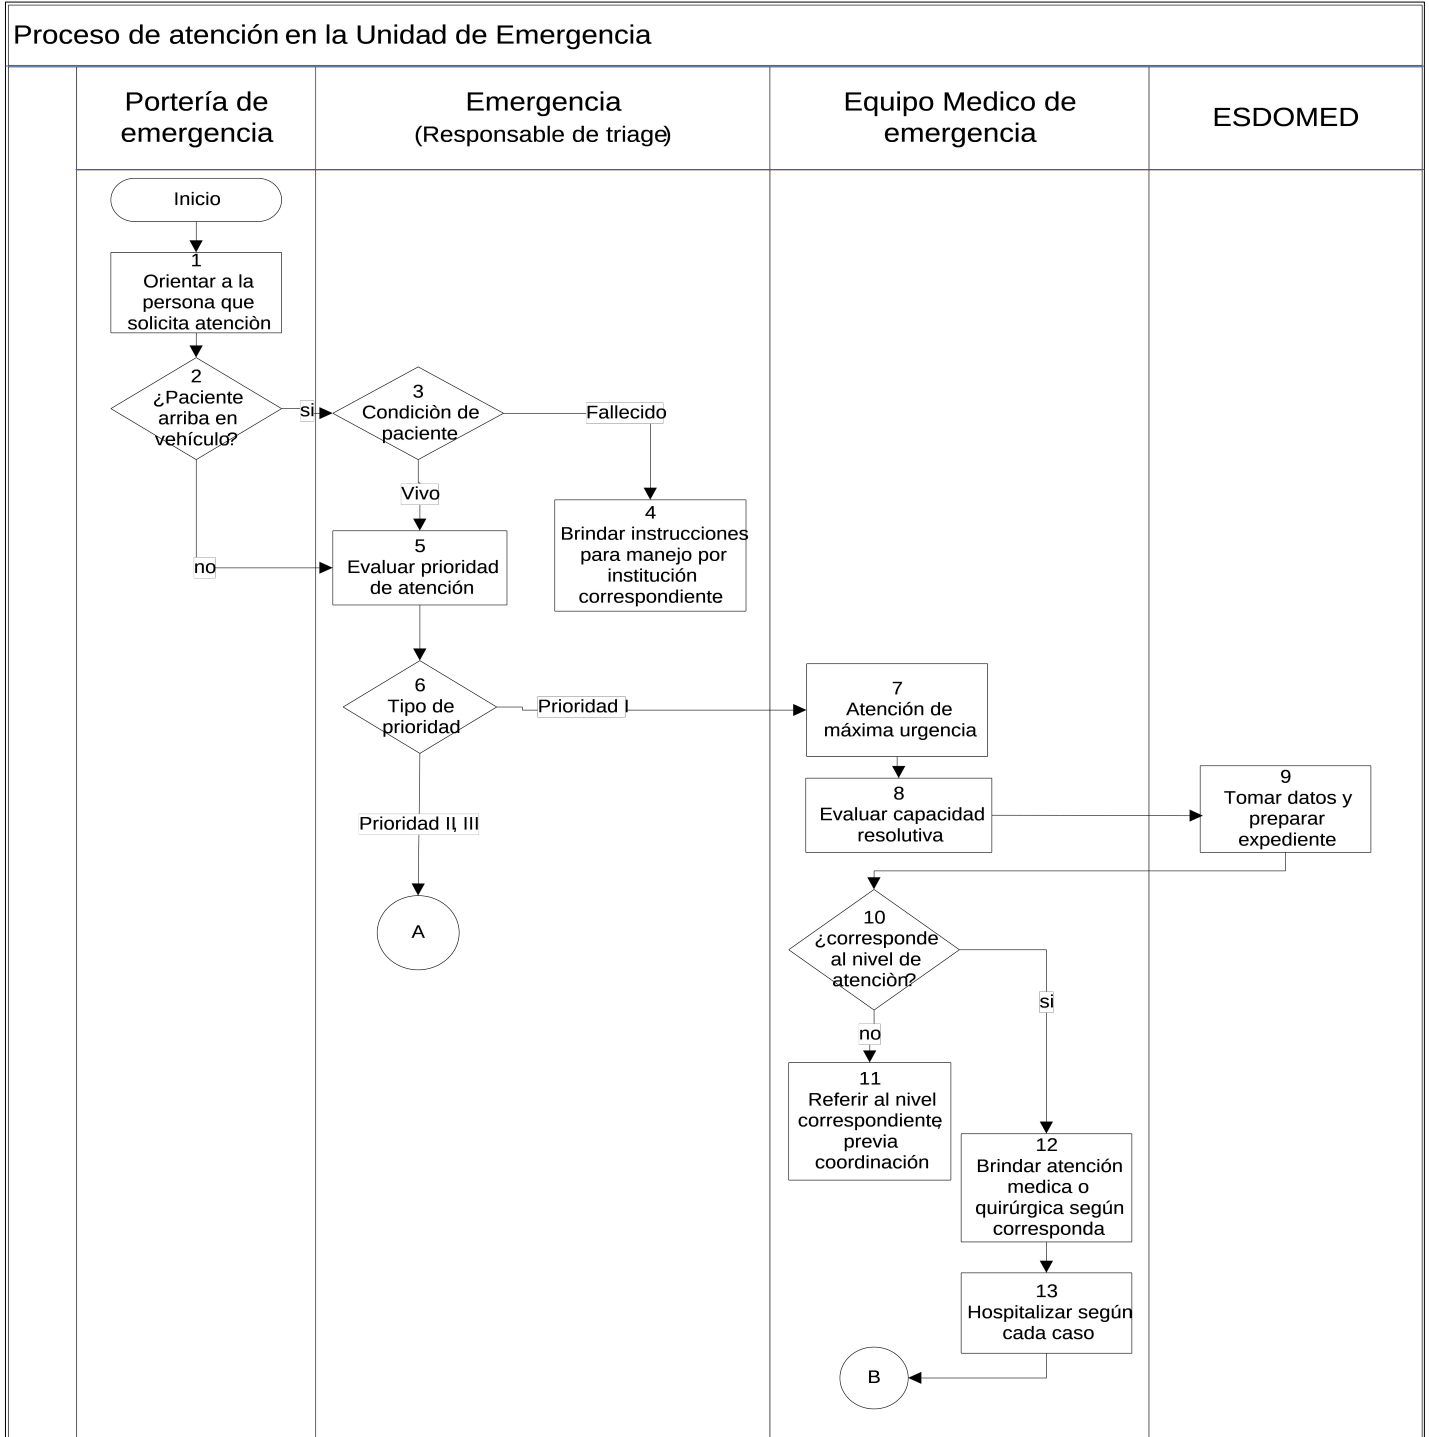 Proceso de atención en la Unidad de Emergencia
Portería de
emergencia
Emergencia
(Responsable de triage)
Equipo Medico de
emergencia
ESDOMED
Inicio
1
Orientar a la
persona que
solicita atenciòn
2
¿Paciente
arriba en
vehículo?
si
3
Condiciòn de
paciente
Fallecido
Vivo
4
Brindar instrucciones
para manejo por
institución
correspondiente
no
5
Evaluar prioridad
de atención
6
Tipo de
prioridad
Prioridad I
7
Atención de
máxima urgencia
8
Evaluar capacidad
resolutiva
9
Tomar datos y
preparar
expediente
Prioridad II, III
A
10
¿corresponde
al nivel de
atenciòn?
si
no
11
Referir al nivel
correspondiente,
previa
coordinación
12
Brindar atención
medica o
quirúrgica según
corresponda
13
Hospitalizar según
cada caso
B